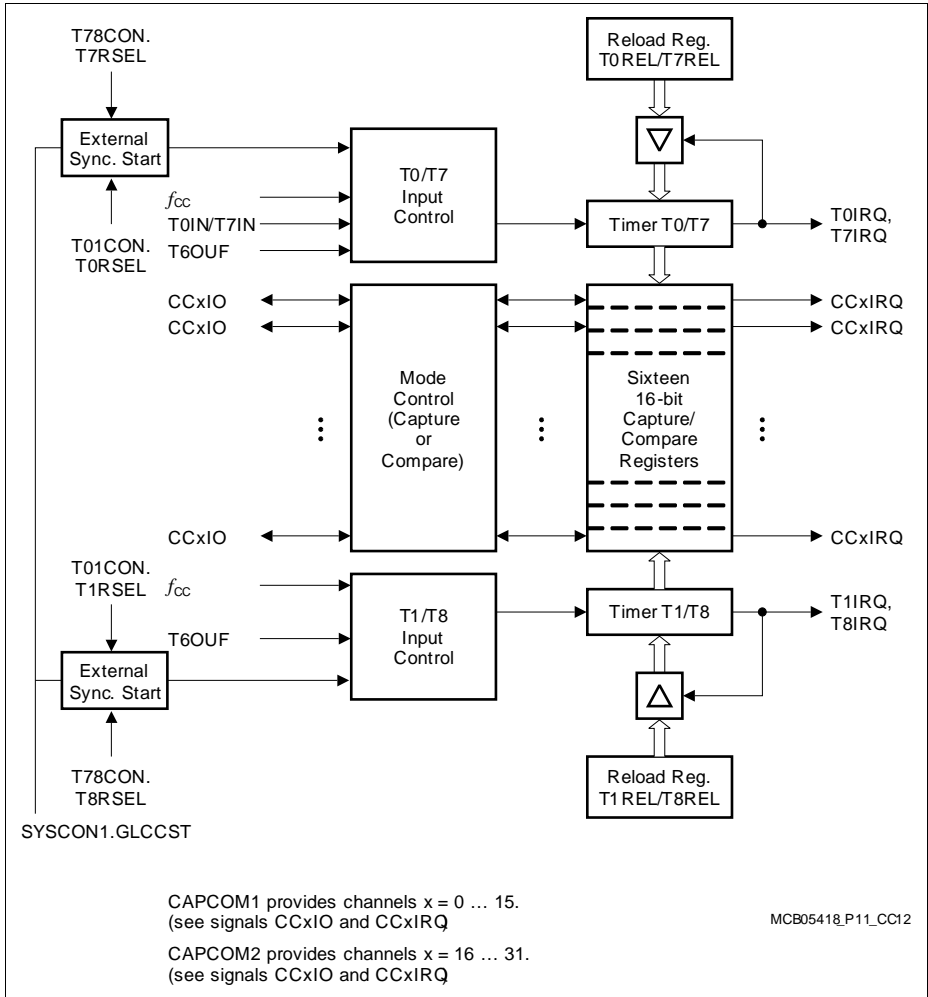 T78CON.
T7RSEL
Reload Reg.
T0REL/T7REL
External
Sync. Start
T0/T7
Input
Control
fCC
T0IN/T7IN
T6OUF
Timer T0/T7
T0IRQ,
T7IRQ
T01CON.
T0RSEL
CCxIO
CCxIO
CCxIRQ
CCxIRQ
Mode
Control
(Capture
or
Compare)
Sixteen
16-bit
Capture/
Compare
Registers
CCxIO
CCxIRQ
T01CON.
T1RSEL
fCC
T6OUF
T1/T8
Input
Control
Timer T1/T8
T1IRQ,
T8IRQ
External
Sync. Start
T78CON.
T8RSEL
Reload Reg.
T1REL/T8REL
SYSCON1.GLCCST
CAPCOM1 provides channels x = 0 … 15.
(see signals CCxIO and CCxIRQ)
CAPCOM2 provides channels x = 16 … 31.
(see signals CCxIO and CCxIRQ)
MCB05418_P11_CC12